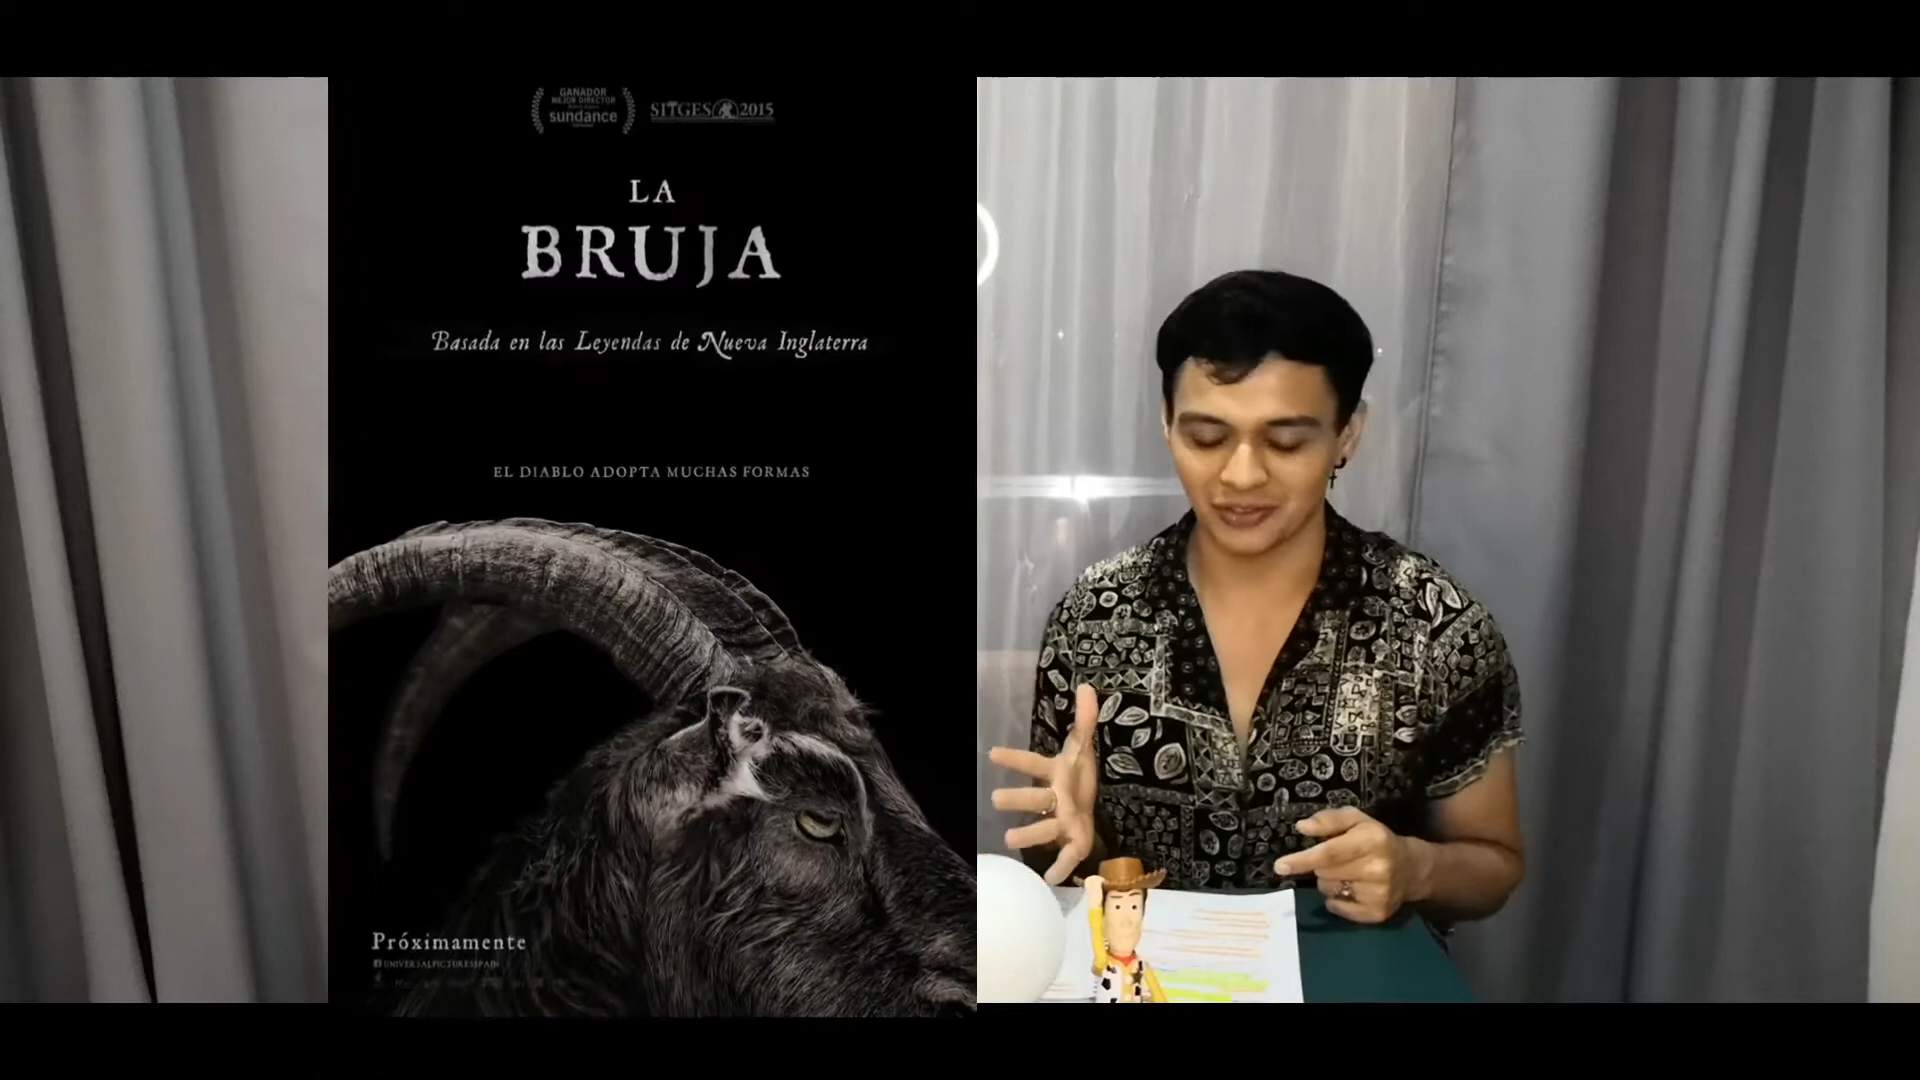 GANADOR
MEJOR DIRECTOR
sundance
SITGES 2015
LA
BRUJA
Basada en las Leyendas de Nueva Inglaterra
EL DIABLO ADOPTA MUCHAS FORMAS
Próximamente
UNIVERSALPICTURESSPAIN